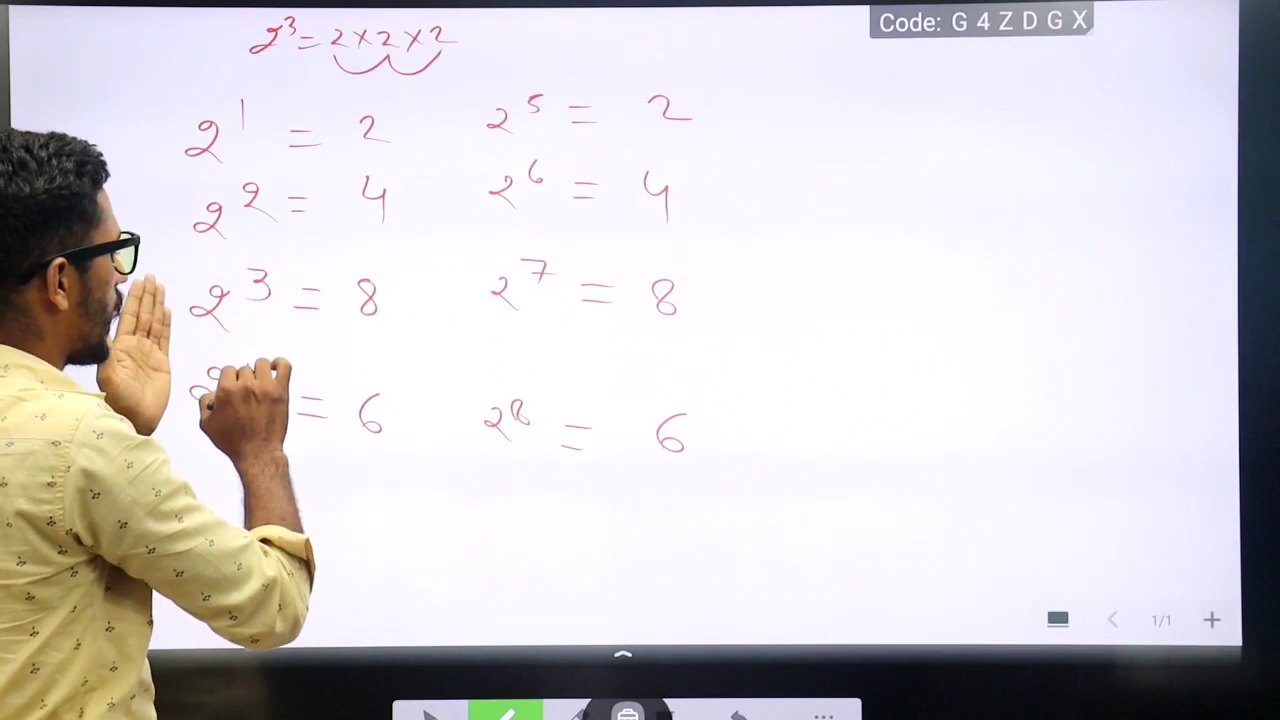 Code: G 4 Z D G X
2³ = 2 × 2 × 2
2¹ = 2
2² = 4
2³ = 8
= 6
2⁵ = 2
2⁶ = 4
2⁷ = 8
2⁸ = 6
1/1